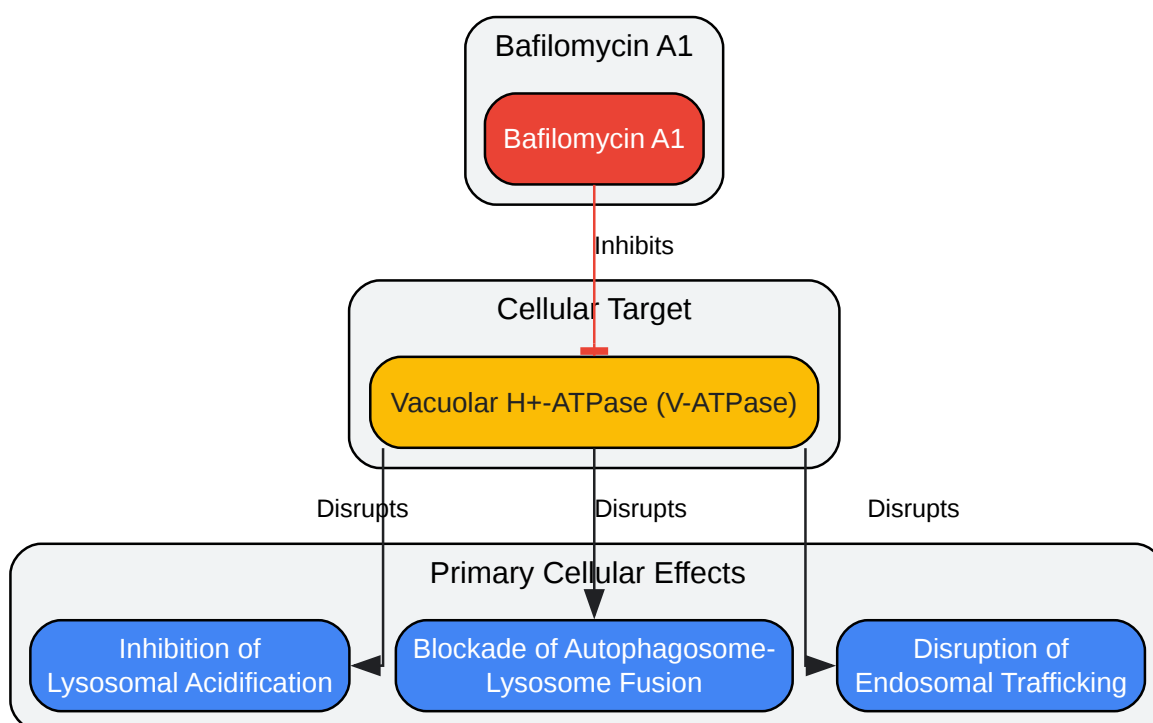 Bafilomycin A1
Bafilomycin A1
Inhibits
Cellular Target
Vacuolar H+-ATPase (V-ATPase)
Disrupts
Disrupts
Disrupts
Primary Cellular Effects
Inhibition of
Lysosomal Acidification
Blockade of Autophagosome-
Lysosome Fusion
Disruption of
Endosomal Trafficking